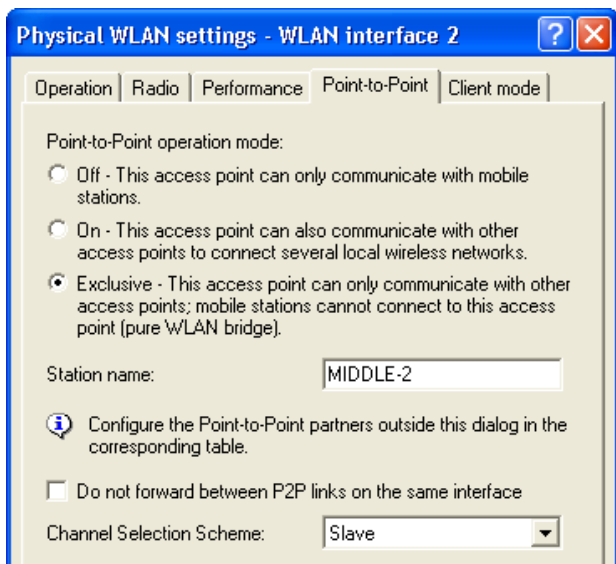 Physical WLAN settings - WLAN interface 2
Operation Radio Performance Point-to-Point Client mode
Point-to-Point operation mode:
Off - This access point can only communicate with mobile
stations.
On - This access point can also communicate with other
access points to connect several local wireless networks.
Exclusive - This access point can only communicate with other
access points; mobile stations cannot connect to this access
point (pure WLAN bridge).
Station name: MIDDLE-2
Configure the Point-to-Point partners outside this dialog in the
corresponding table.
Do not forward between P2P links on the same interface
Channel Selection Scheme: Slave